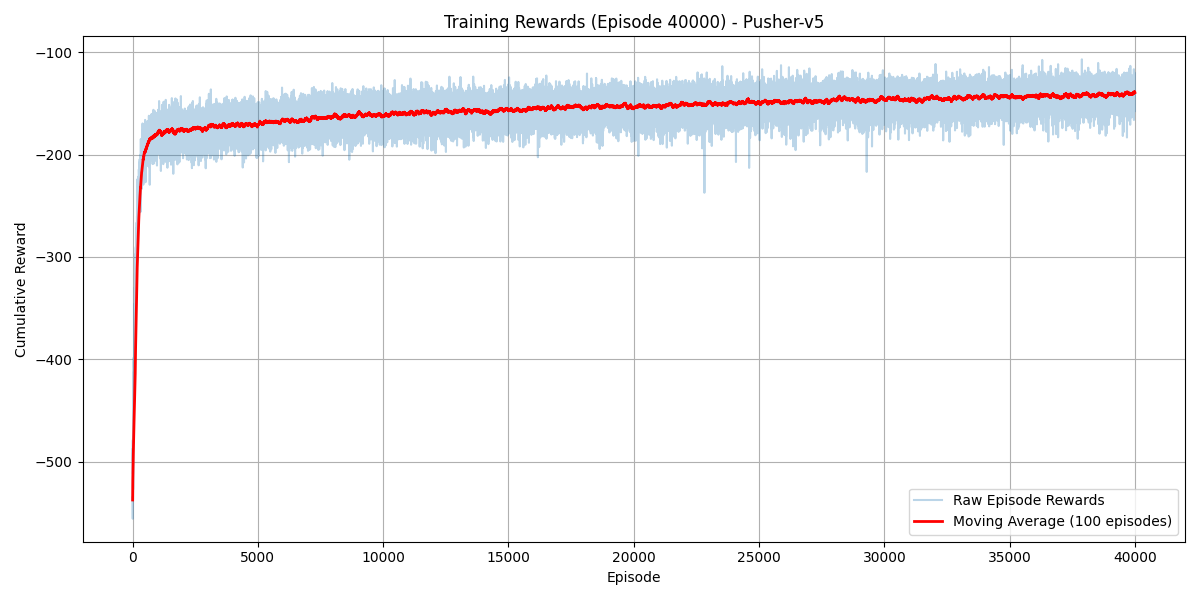 Training Rewards (Episode 40000) - Pusher-v5
−100
−200
−300
−400
−500
Cumulative Reward
0
5000
10000
15000
20000
25000
30000
35000
40000
Episode
Raw Episode Rewards
Moving Average (100 episodes)